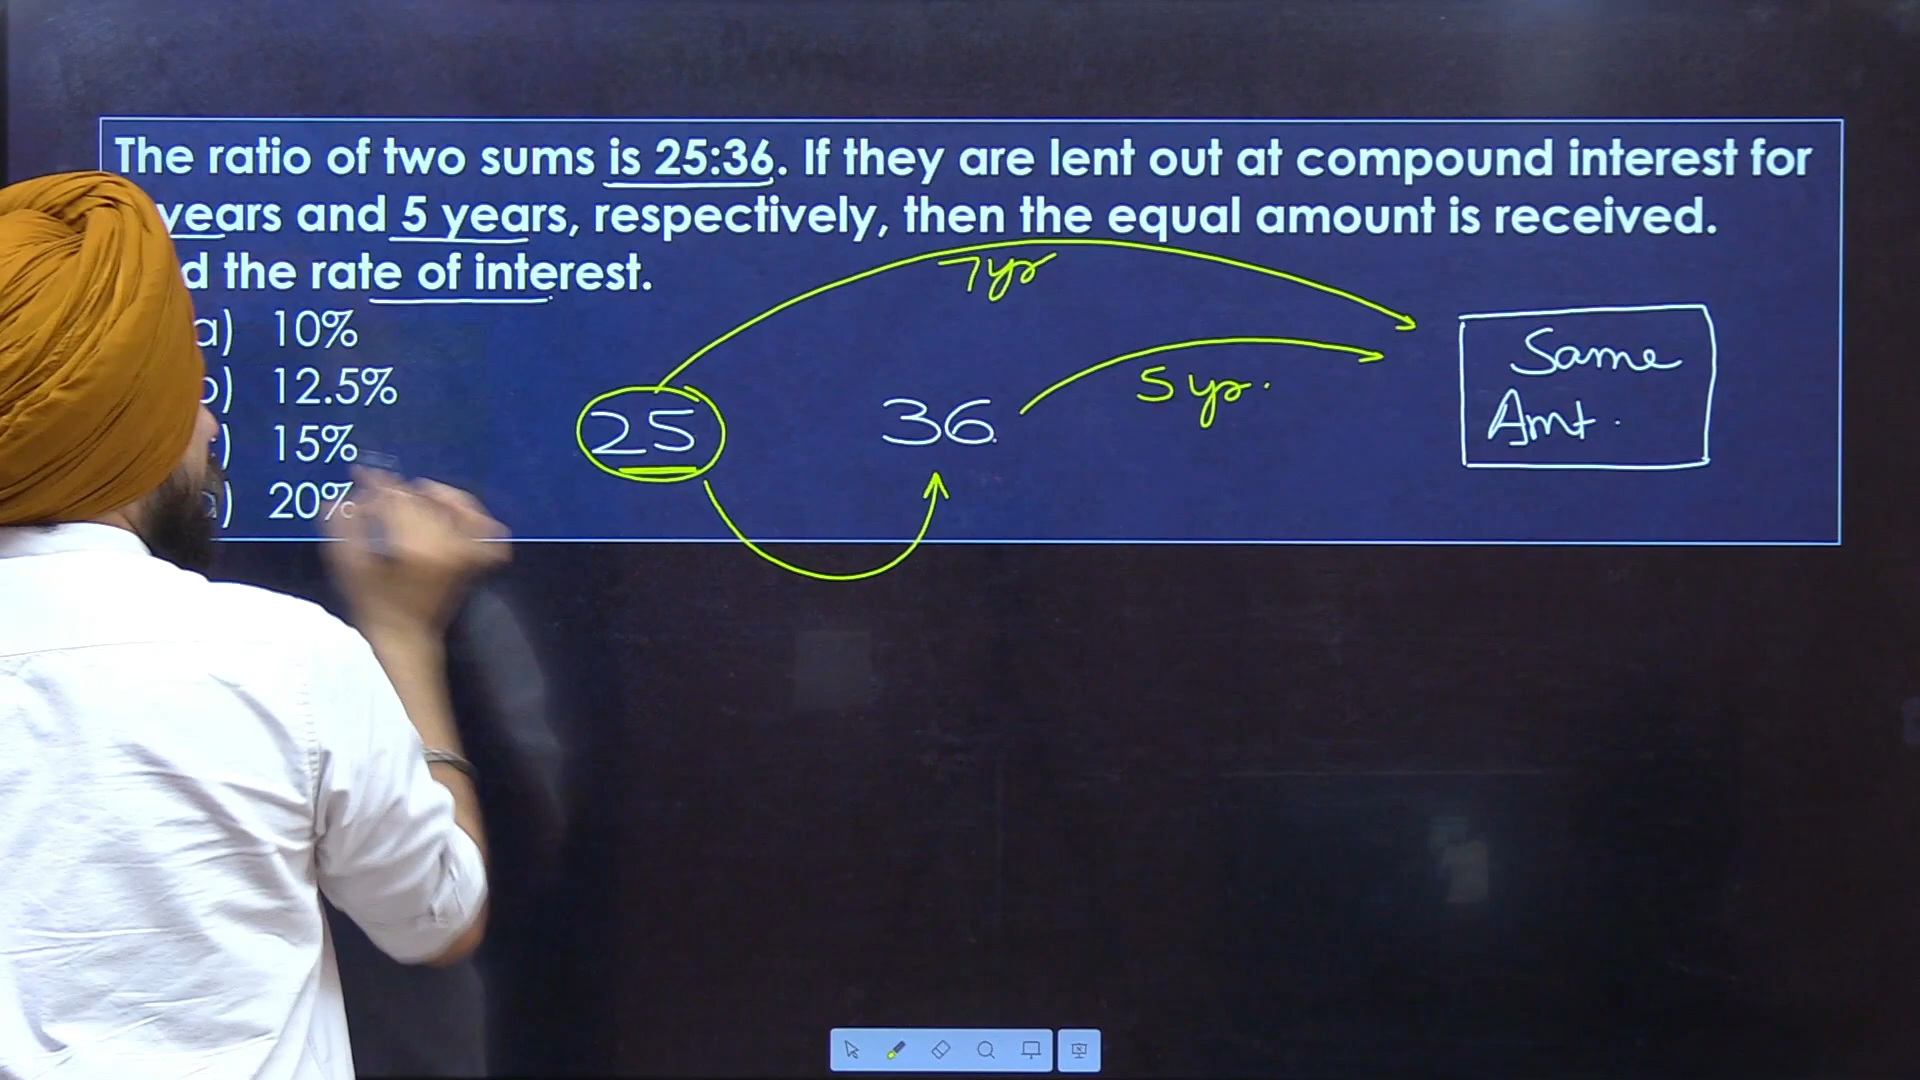 The ratio of two sums is 25:36. If they are lent out at compound interest for
years and 5 years, respectively, then the equal amount is received.
d the rate of interest.
a) 10%
b) 12.5%
) 15%
) 20%
7yr
5 yr.
25 36
Same
Amt.